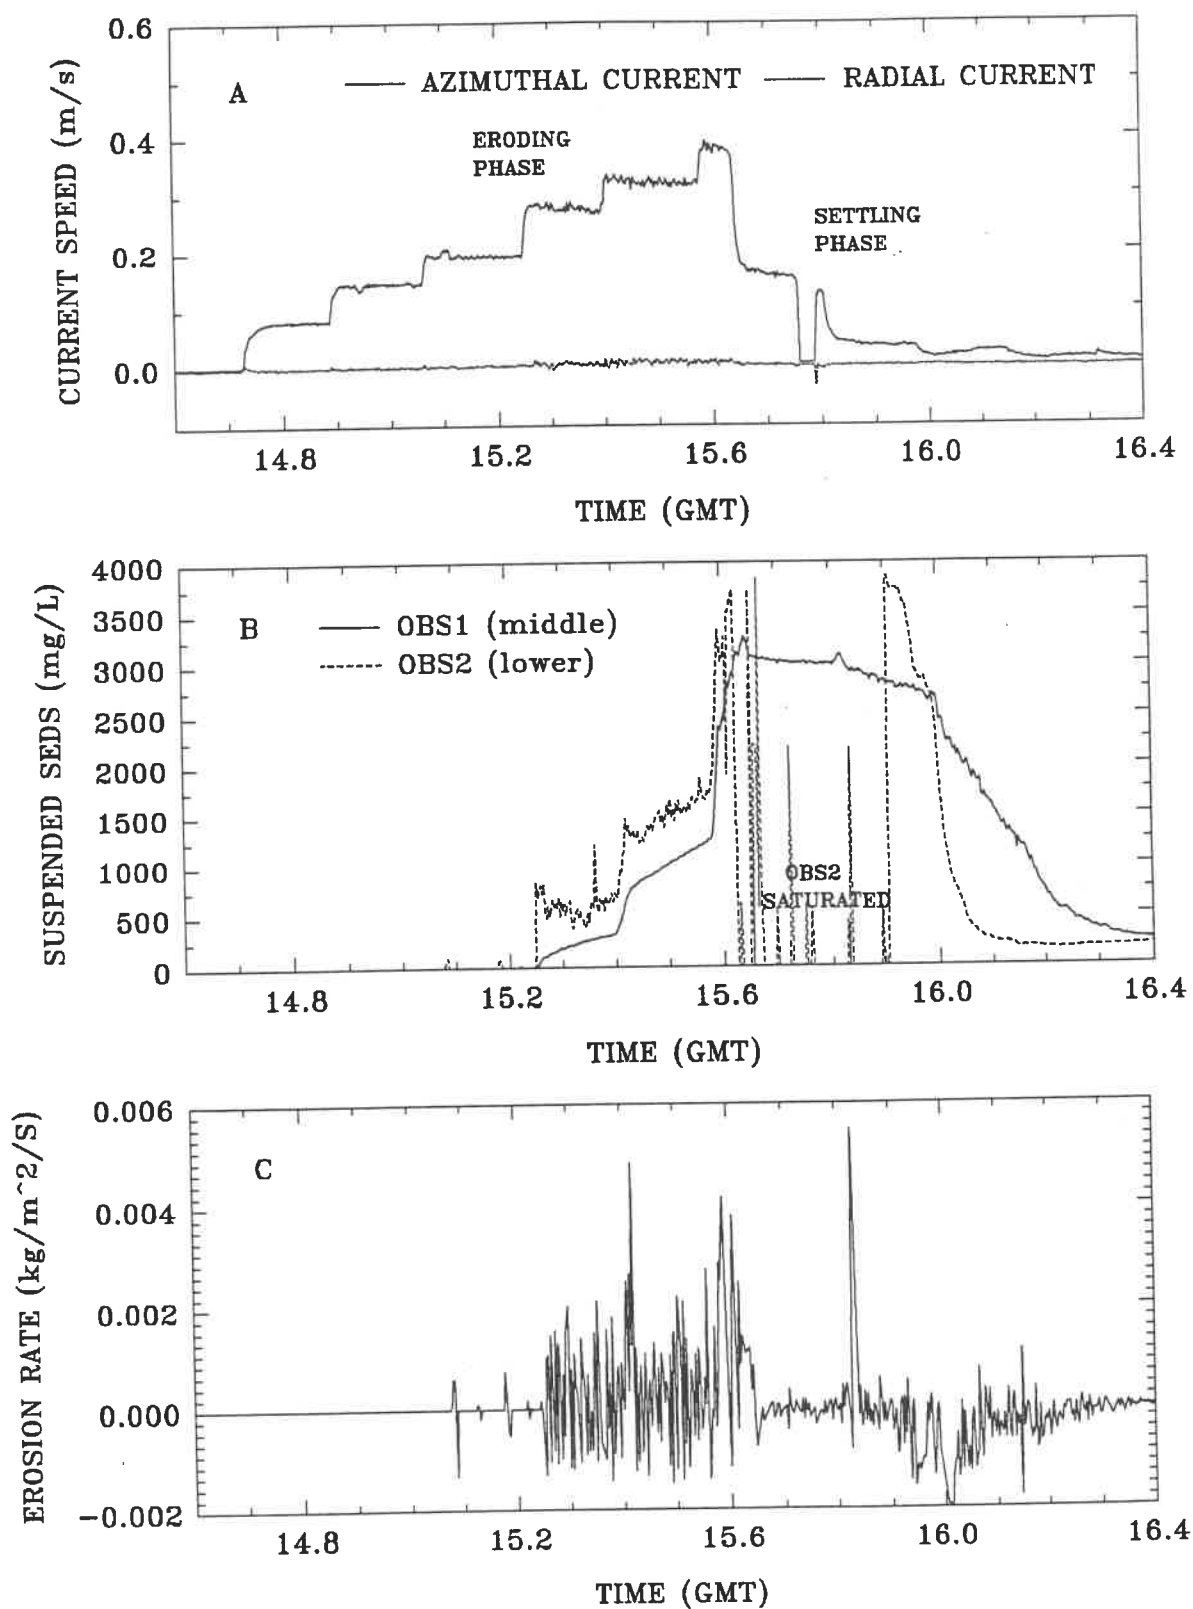 0.6
A
AZIMUTHAL CURRENT
RADIAL CURRENT
0.4
ERODING
PHASE
SETTLING
PHASE
0.2
0.0
CURRENT SPEED (m/s)
14.8 15.2 15.6 16.0 16.4
TIME (GMT)
4000
3500
B
OBS1 (middle)
OBS2 (lower)
3000
2500
2000
1500
1000
OBS2
SATURATED
500
0
SUSPENDED SEDS (mg/L)
14.8 15.2 15.6 16.0 16.4
TIME (GMT)
0.006
C
0.004
0.002
0.000
-0.002
EROSION RATE (kg/m^2/S)
14.8 15.2 15.6 16.0 16.4
TIME (GMT)